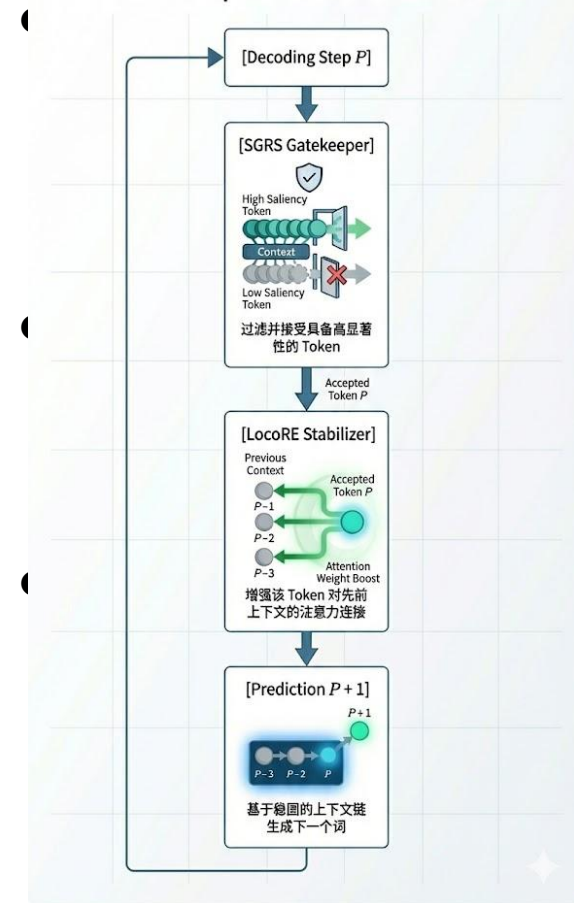 [Decoding Step P]
[SGRS Gatekeeper]
High Saliency
Token
Context
Low Saliency
Token
过滤并接受具备高显著
性的 Token
Accepted
Token P
[LocoRE Stabilizer]
Previous
Context
Accepted
Token P
P-1
P-2
P-3
Attention
Weight Boost
增强该 Token 对先前
上下文的注意力连接
[Prediction P + 1]
P+1
P-3 P-2 P
基于稳固的上下文链
生成下一个词